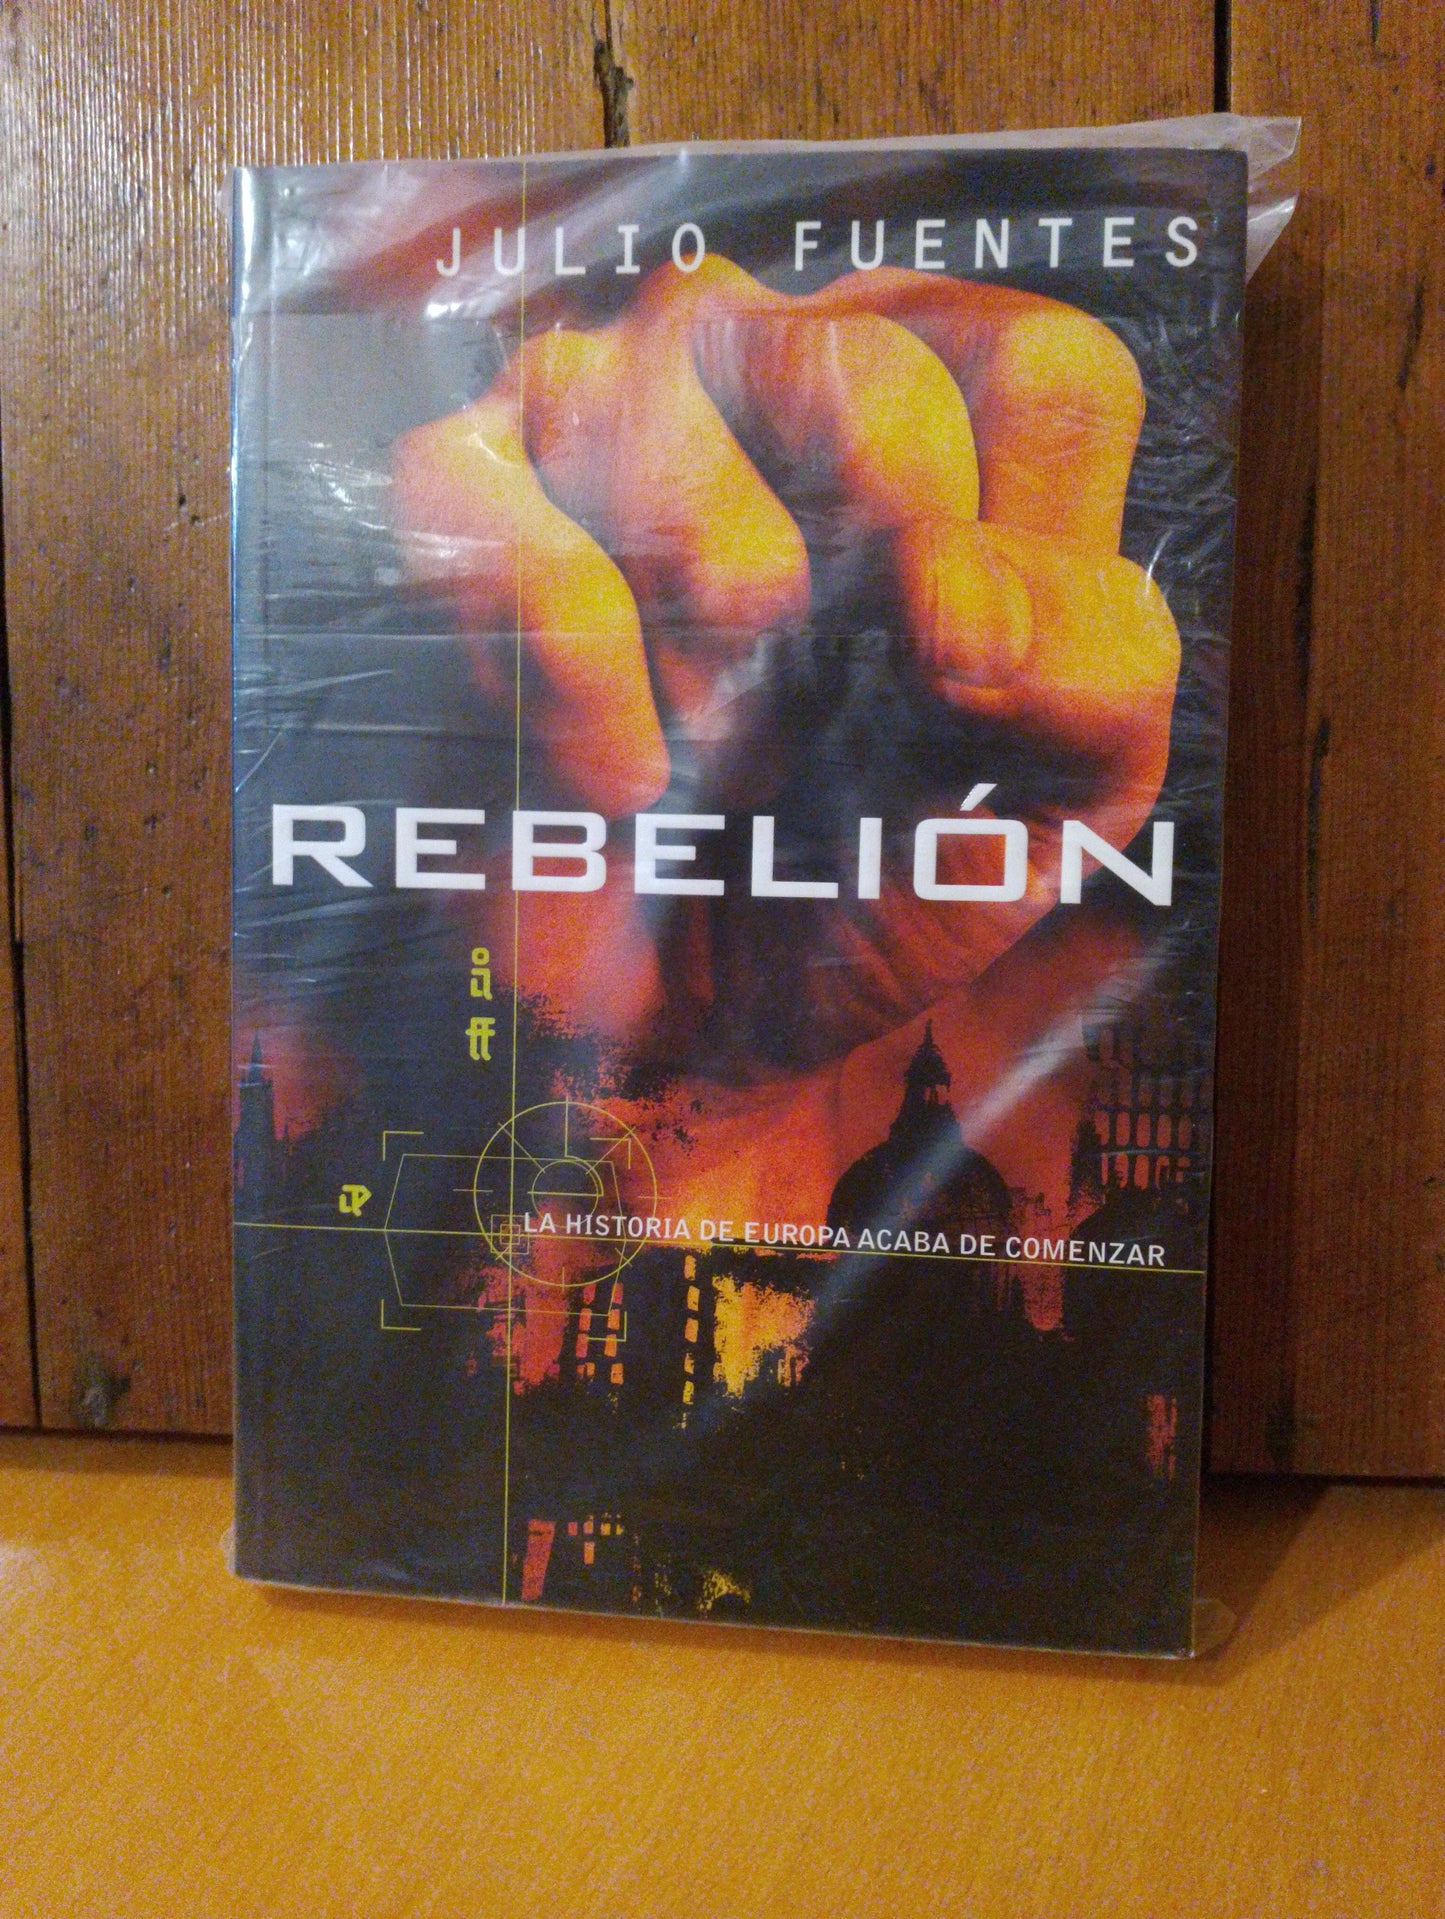 JULIO FUENTES
REBELIÓN
LA HISTORIA DE EUROPA ACABA DE COMENZAR